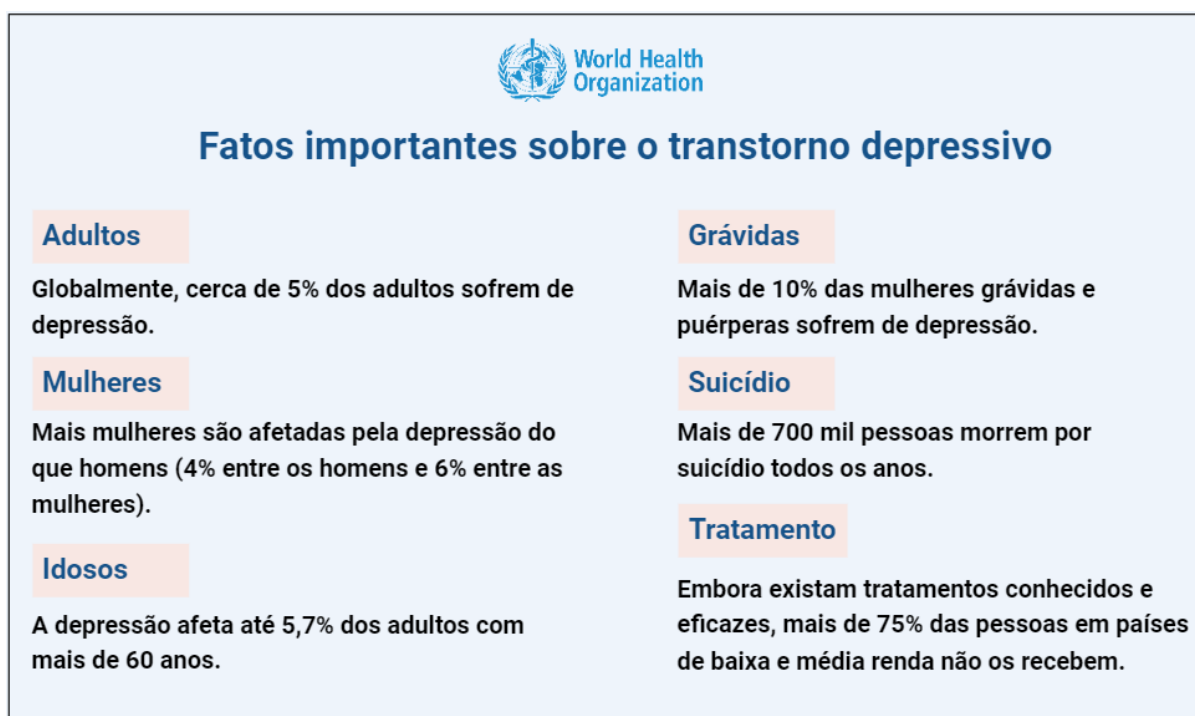 World Health
Organization
Fatos importantes sobre o transtorno depressivo
Adultos
Globalmente, cerca de 5% dos adultos sofrem de
depressão.
Mulheres
Mais mulheres são afetadas pela depressão do
que homens (4% entre os homens e 6% entre as
mulheres).
Idosos
A depressão afeta até 5,7% dos adultos com
mais de 60 anos.
Grávidas
Mais de 10% das mulheres grávidas e
puérperas sofrem de depressão.
Suicídio
Mais de 700 mil pessoas morrem por
suicídio todos os anos.
Tratamento
Embora existam tratamentos conhecidos e
eficazes, mais de 75% das pessoas em países
de baixa e média renda não os recebem.